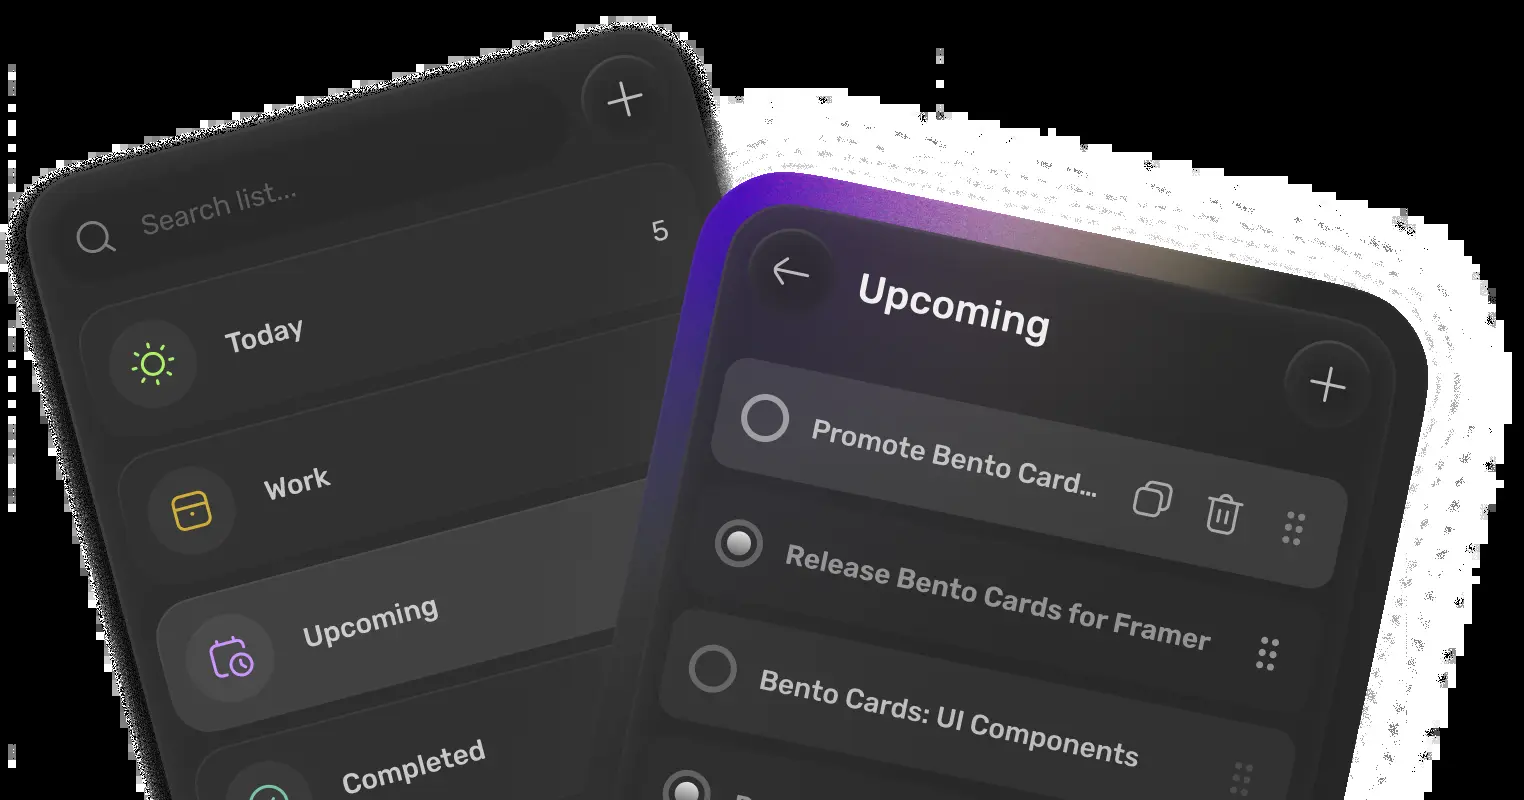 Search list...
5
Today
Work
Upcoming
Completed
Upcoming
Promote Bento Card...
Release Bento Cards for Framer
Bento Cards: UI Components